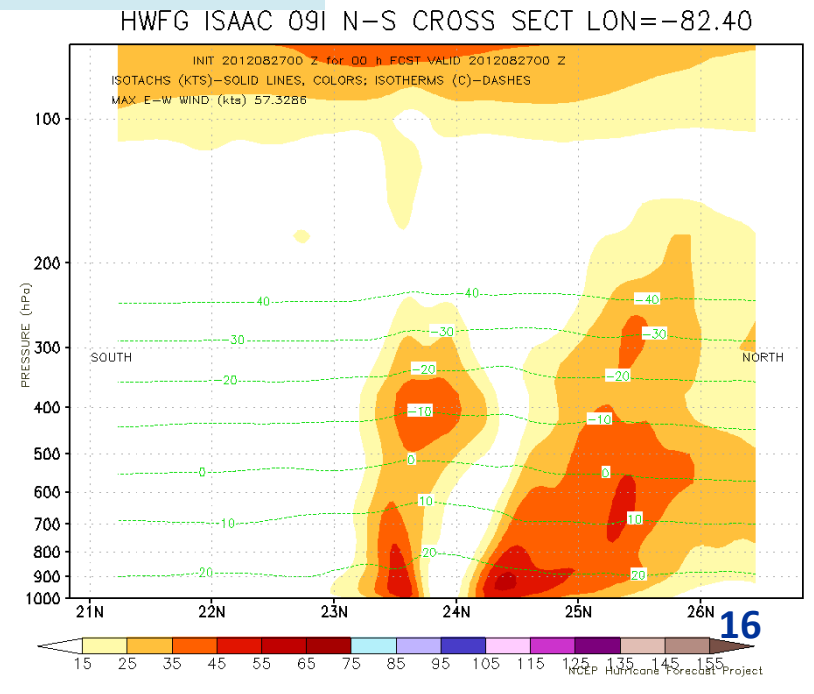 HWFG ISAAC 09I N-S CROSS SECT LON=-82.40
INIT 2012082700 Z for 00 h FCST VALID 2012082700 Z
ISOTACHS (KTS)-SOLID LINES, COLORS; ISOTHERMS (C)-DASHES
MAX E-W WIND (kts) 57.3286
100
200
-40 -40 -40
-30 -30 -30
300
SOUTH NORTH
-20 -20 -20
400
-10 -10
500
0 0 0
600
10
700
-10 10
800
20
900
-20 20
1000
PRESSURE (hPa)
21N 22N 23N 24N 25N 26N
16
15 25 35 45 55 65 75 85 95 105 115 125 135 145 155
NCEP Hurricane Forecast Project